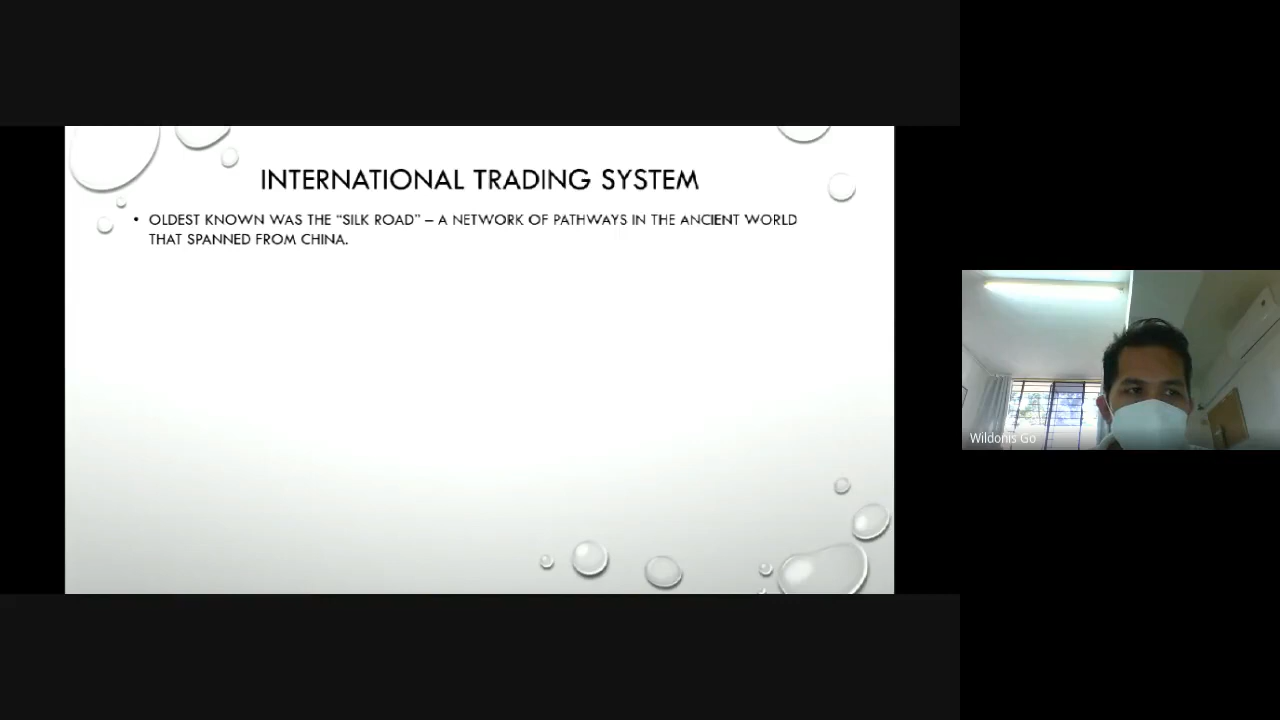 INTERNATIONAL TRADING SYSTEM
• OLDEST KNOWN WAS THE “SILK ROAD” – A NETWORK OF PATHWAYS IN THE ANCIENT WORLD
THAT SPANNED FROM CHINA.
Wildonis Go